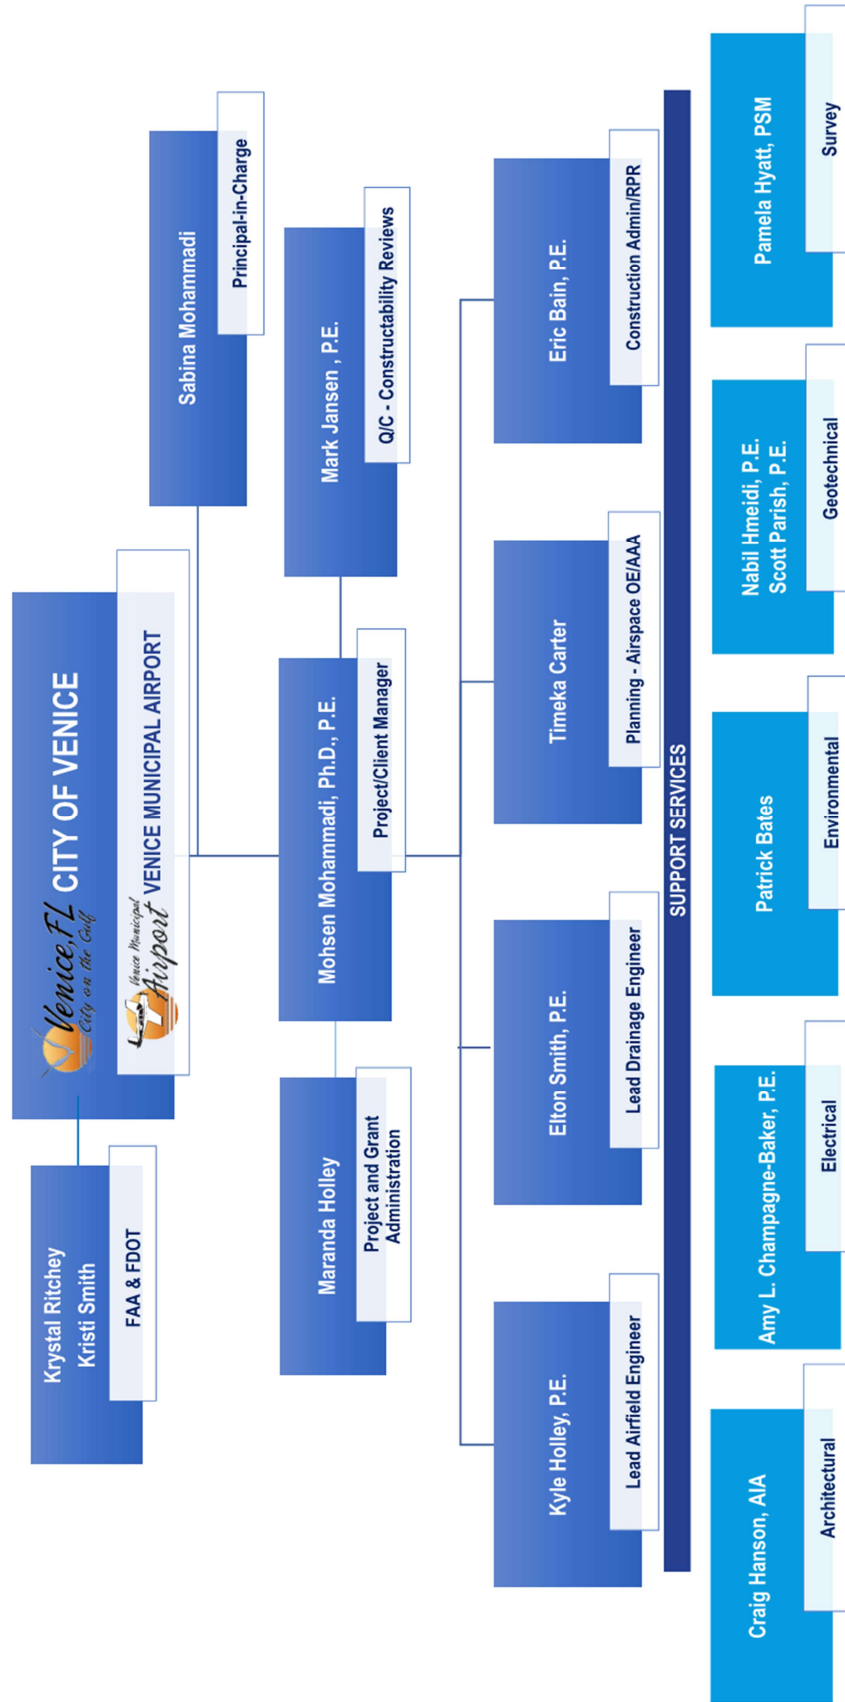 Venice, FL
City on the Gulf
CITY OF VENICE
Venice Municipal
Airport
VENICE MUNICIPAL AIRPORT
Krystal Ritchey
Kristi Smith
FAA & FDOT
Sabina Mohammadi
Principal-in-Charge
Maranda Holley
Project and Grant
Administration
Mohsen Mohammadi, Ph.D., P.E.
Project/Client Manager
Mark Jansen , P.E.
Q/C - Constructability Reviews
Kyle Holley, P.E.
Lead Airfield Engineer
Elton Smith, P.E.
Lead Drainage Engineer
Timeka Carter
Planning - Airspace OE/AAA
Eric Bain, P.E.
Construction Admin/RPR
SUPPORT SERVICES
Craig Hanson, AIA
Architectural
Amy L. Champagne-Baker, P.E.
Electrical
Patrick Bates
Environmental
Nabil Hmeidi, P.E.
Scott Parish, P.E.
Geotechnical
Pamela Hyatt, PSM
Survey